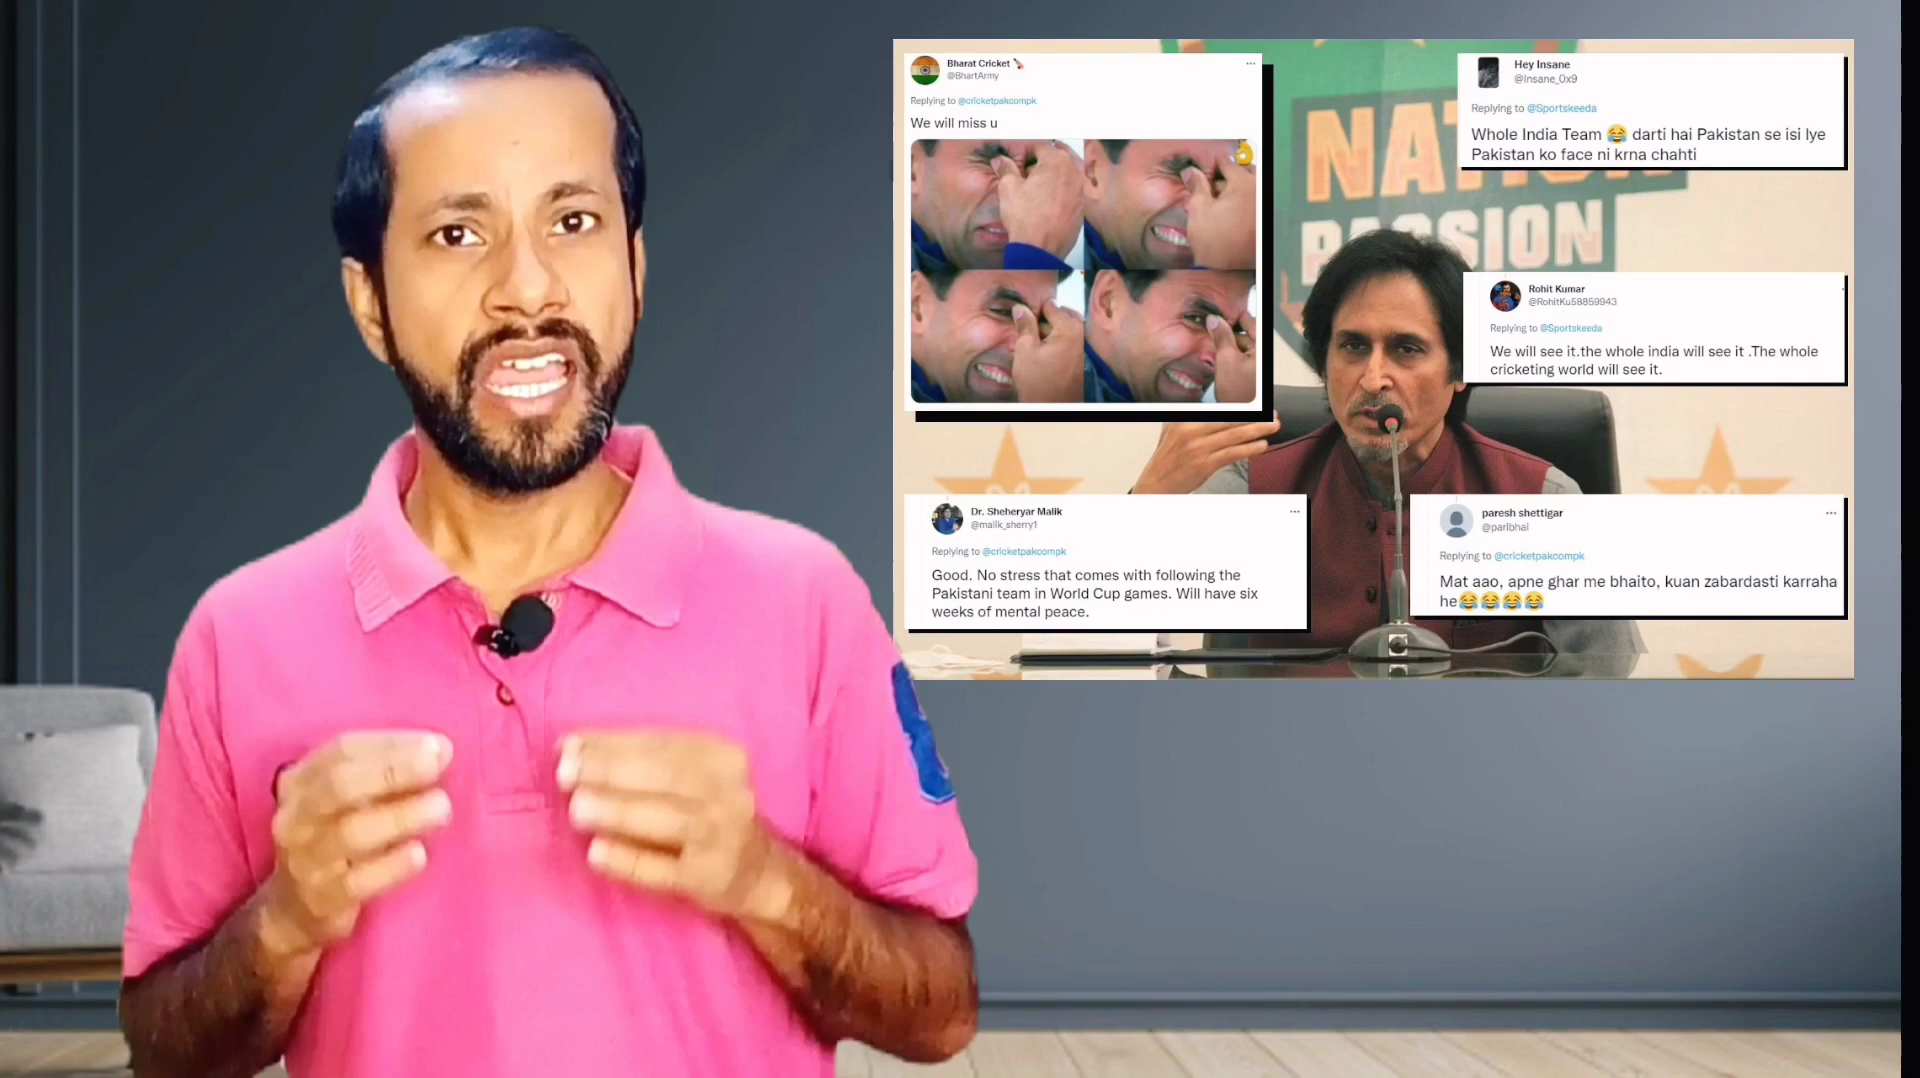 Bharat Cricket
@BhartArmy
Replying to @cricketpakcompk
We will miss u
Hey Insane
@Insane_0x9
Replying to @Sportskeeda
Whole India Team 😂 darti hai Pakistan se isi lye
Pakistan ko face ni krna chahti
NAT
PASSION
Rohit Kumar
@RohitKu58859943
Replying to @Sportskeeda
We will see it.the whole india will see it .The whole
cricketing world will see it.
Dr. Sheheryar Malik
@malik_sherry1
Replying to @cricketpakcompk
Good. No stress that comes with following the
Pakistani team in World Cup games. Will have six
weeks of mental peace.
paresh shettigar
@paribhai
Replying to @cricketpakcompk
Mat aao, apne ghar me bhaito, kuan zabardasti karraha
he😂😂😂😂